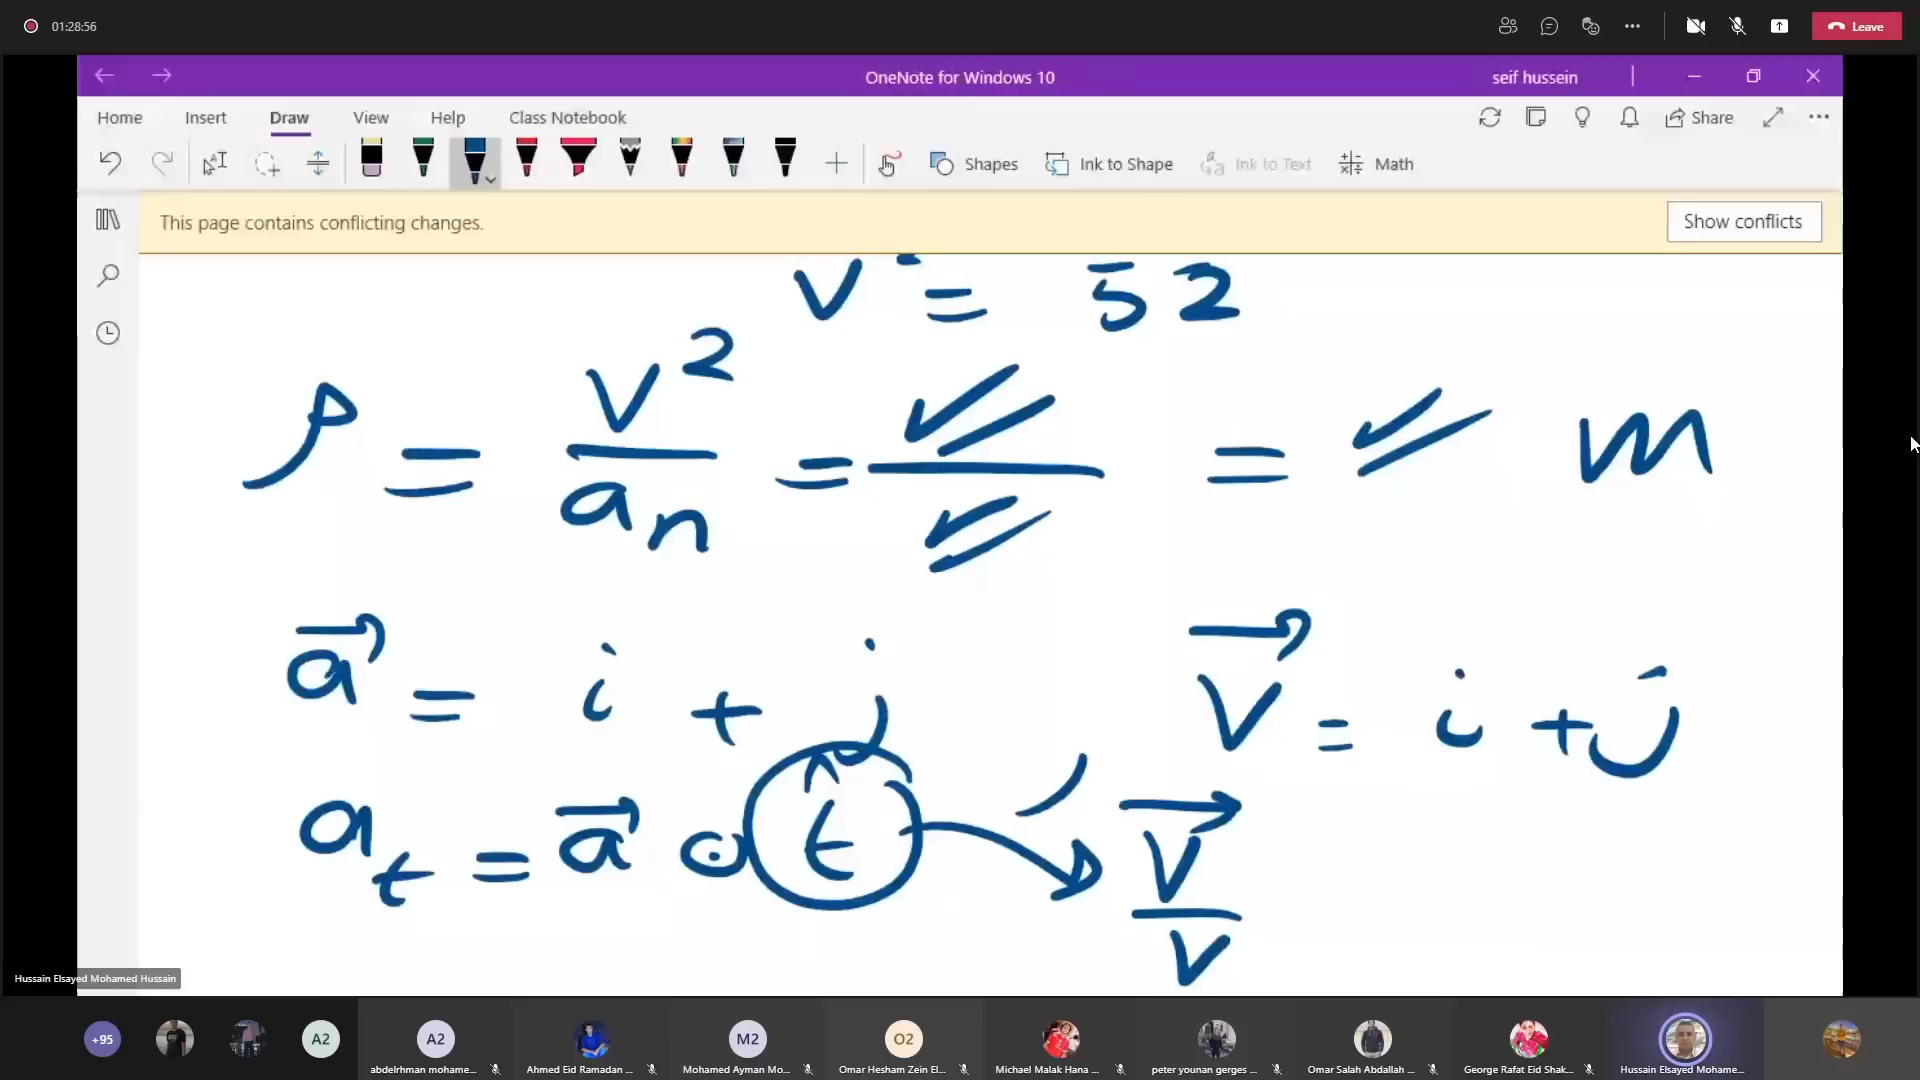 01:28:56
Leave
OneNote for Windows 10
seif hussein
Home Insert Draw View Help Class Notebook
Share
Shapes Ink to Shape Ink to Text Math
This page contains conflicting changes.
Show conflicts
v = 52
ρ = v² / a n = = m
a⃗ = i + j
v⃗ = i + j
a t = a⃗ ⊙ t̂ → v⃗ / v
Hussain Elsayed Mohamed Hussain
+95 A2 A2 M2 O2
abdelrhman mohame... Ahmed Eid Ramadan ... Mohamed Ayman Mo... Omar Hesham Zein El... Michael Malak Hana ... peter younan gerges ... Omar Salah Abdallah ... George Rafat Eid Shak... Hussain Elsayed Mohame...